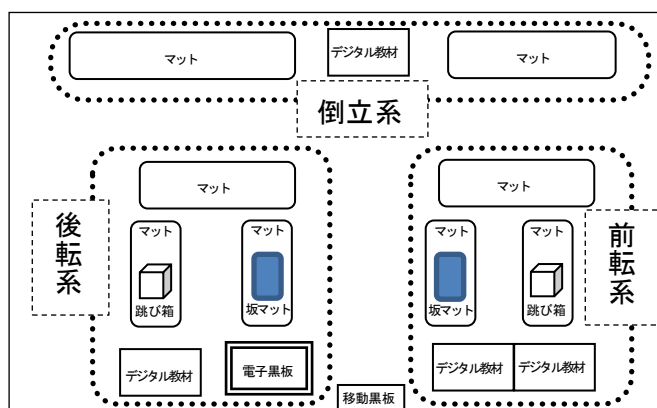 マット
デジタル教材
マット
倒立系
マット
マット
後転系
マット
マット
前転系
マット
マット
跳び箱
坂マット
坂マット
跳び箱
デジタル教材
電子黒板
デジタル教材
デジタル教材
移動黒板